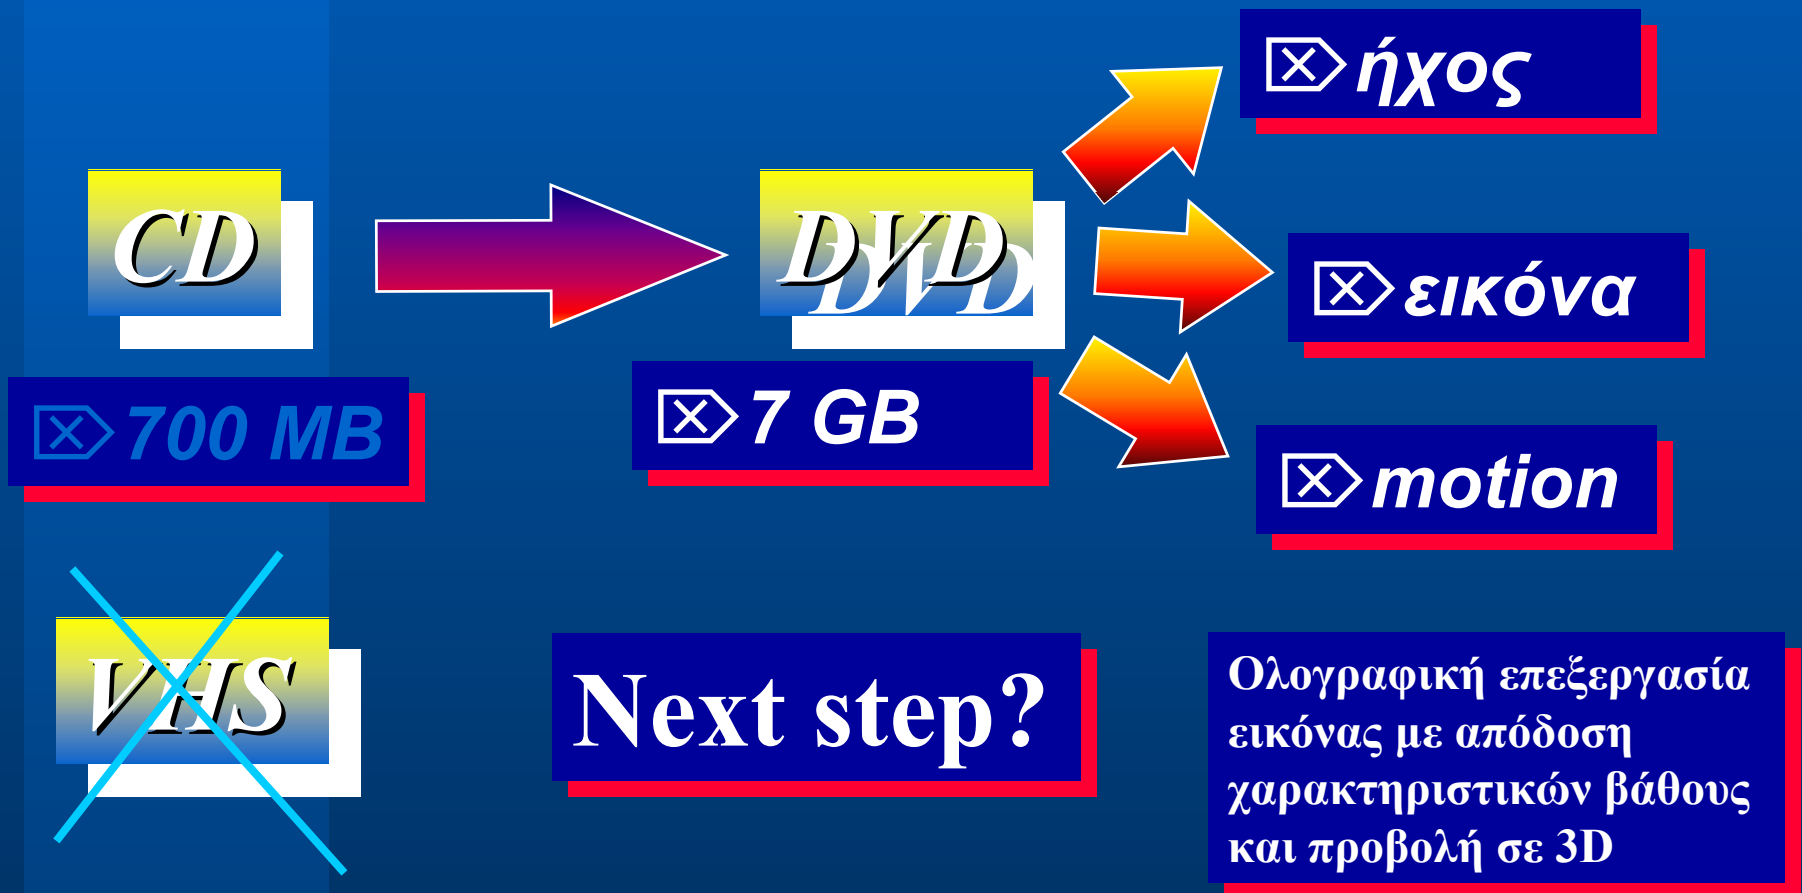 ήχος
CD
DVD
εικόνα
700 MB
7 GB
motion
VHS
Next step?
Ολογραφική επεξεργασία
εικόνας με απόδοση
χαρακτηριστικών βάθους
και προβολή σε 3D